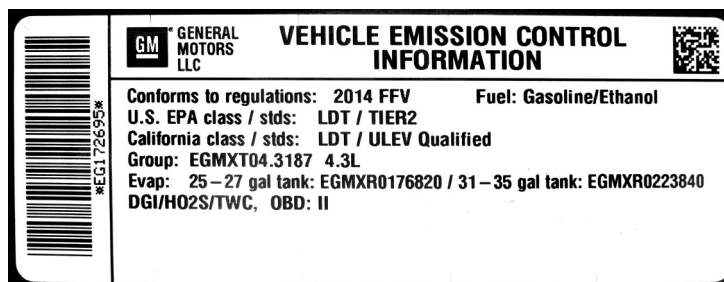 *EG172695*
GM
GENERAL
MOTORS
LLC
VEHICLE EMISSION CONTROL
INFORMATION
Conforms to regulations: 2014 FFV Fuel: Gasoline/Ethanol
U.S. EPA class / stds: LDT / TIER2
California class / stds: LDT / ULEV Qualified
Group: EGMXT04.3187 4.3L
Evap: 25–27 gal tank: EGMXR0176820 / 31–35 gal tank: EGMXR0223840
DGI/HO2S/TWC, OBD: II